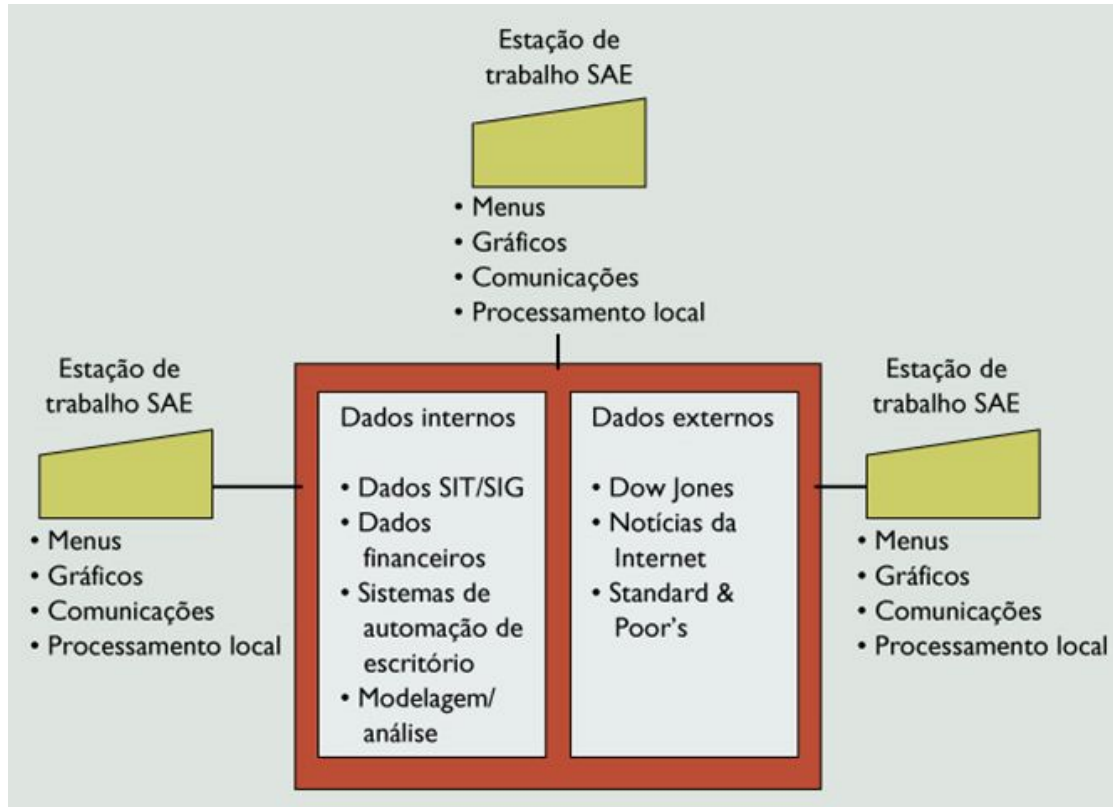 Estação de
trabalho SAE
• Menus
• Gráficos
• Comunicações
• Processamento local
Estação de
trabalho SAE
• Menus
• Gráficos
• Comunicações
• Processamento local
Dados internos
• Dados SIT/SIG
• Dados
financeiros
• Sistemas de
automação de
escritório
• Modelagem/
análise
Dados externos
• Dow Jones
• Notícias da
Internet
• Standard &
Poor's
Estação de
trabalho SAE
• Menus
• Gráficos
• Comunicações
• Processamento local